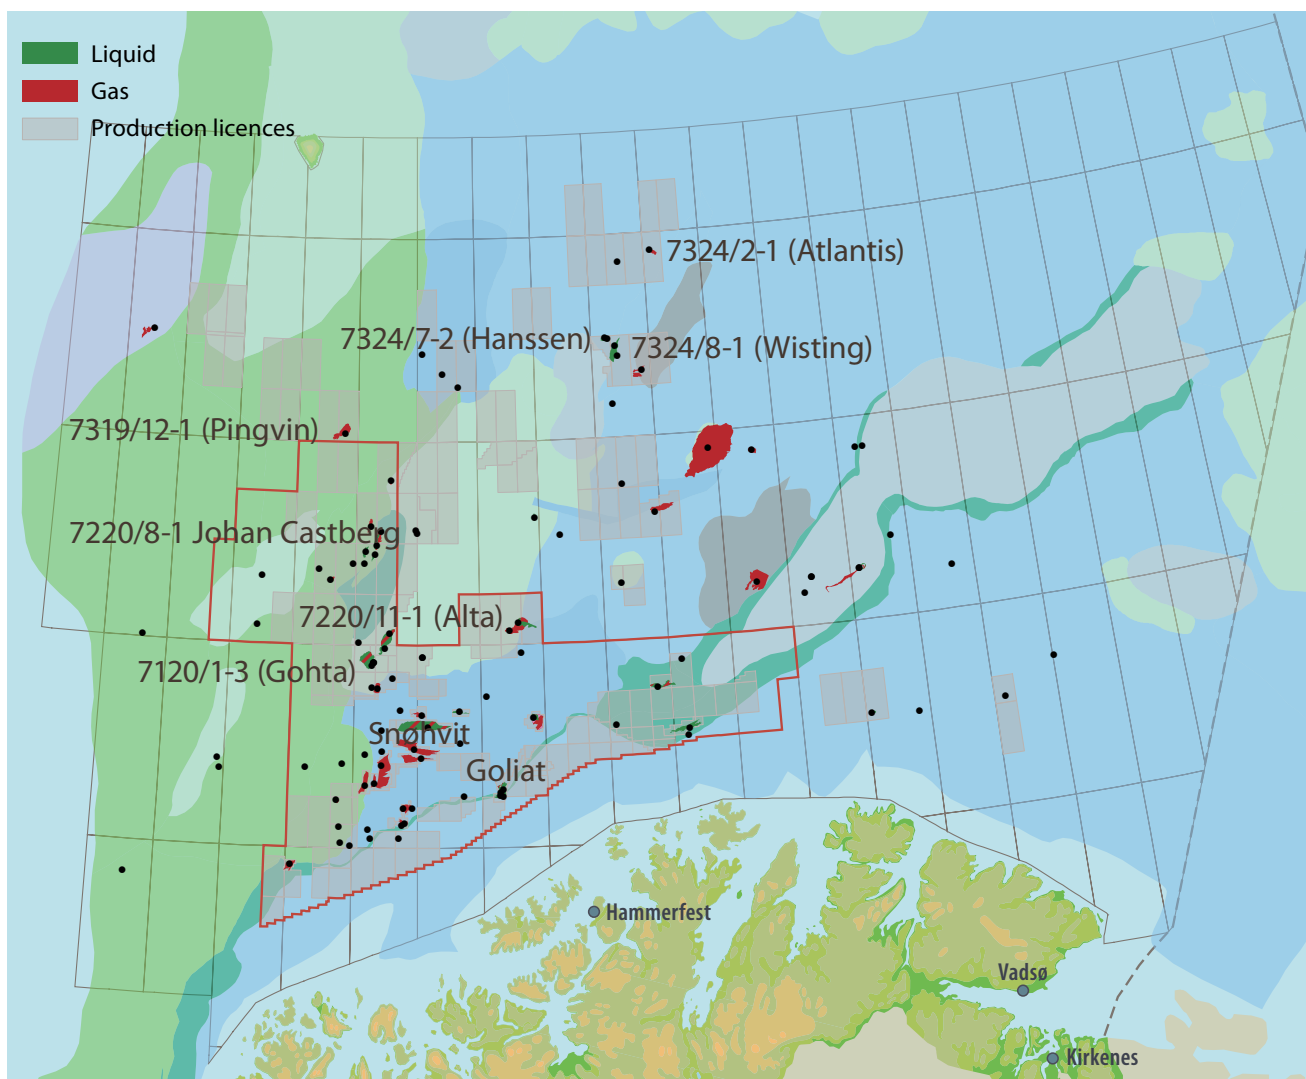 Liquid
Gas
Production licences
7324/2-1 (Atlantis)
7324/7-2 (Hanssen)
7324/8-1 (Wisting)
7319/12-1 (Pingvin)
7220/8-1 Johan Castberg
7220/11-1 (Alta)
7120/1-3 (Gohta)
Snøhvit
Goliat
Hammerfest
Vadsø
Kirkenes